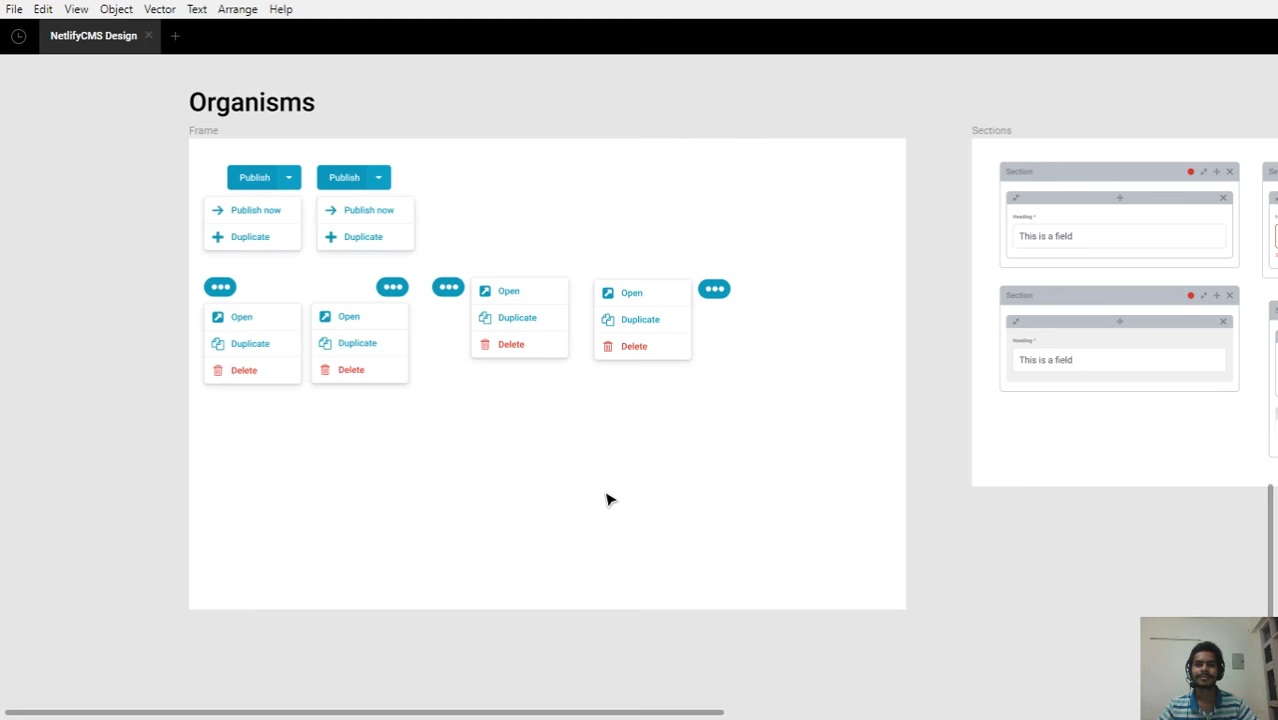 File Edit View Object Vector Text Arrange Help
NetlifyCMS Design
Organisms
Frame
Publish
Publish
Publish now
Duplicate
Publish now
Duplicate
Open
Duplicate
Delete
Open
Duplicate
Delete
Open
Duplicate
Delete
Open
Duplicate
Delete
Sections
Section
Heading *
This is a field
Section
Heading *
This is a field